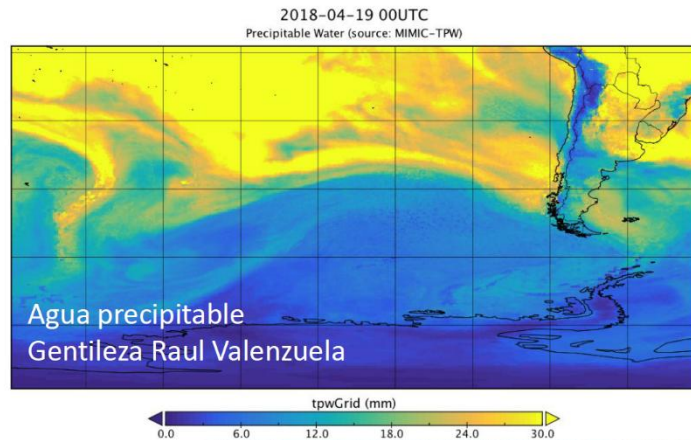 2018-04-19 00UTC
Precipitable Water (source: MIMIC-TPW)
Agua precipitable
Gentileza Raul Valenzuela
tpwGrid (mm)
0.0 6.0 12.0 18.0 24.0 30.0